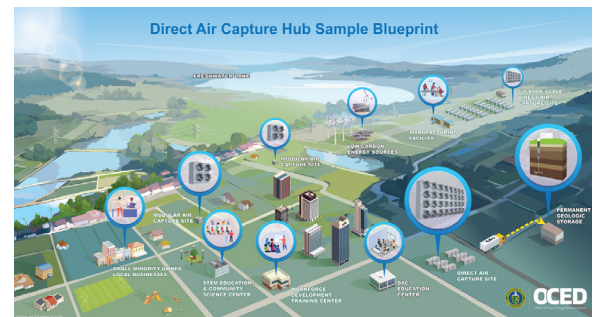 Direct Air Capture Hub Sample Blueprint
FRESHWATER LAKE
GIGATON SCALE
DIRECT AIR
CAPTURE SITE
MANUFACTURING
FACILITY
LOW CARBON
ENERGY SOURCES
MODULAR AIR
CAPTURE SITE
MODULAR AIR
CAPTURE SITE
PERMANENT
GEOLOGIC
STORAGE
SMALL MINORITY OWNED
LOCAL BUSINESSES
STEM EDUCATION
& COMMUNITY
SCIENCE CENTER
WORKFORCE
DEVELOPMENT
TRAINING CENTER
DAC
EDUCATION
CENTER
DIRECT AIR
CAPTURE SITE
OCED